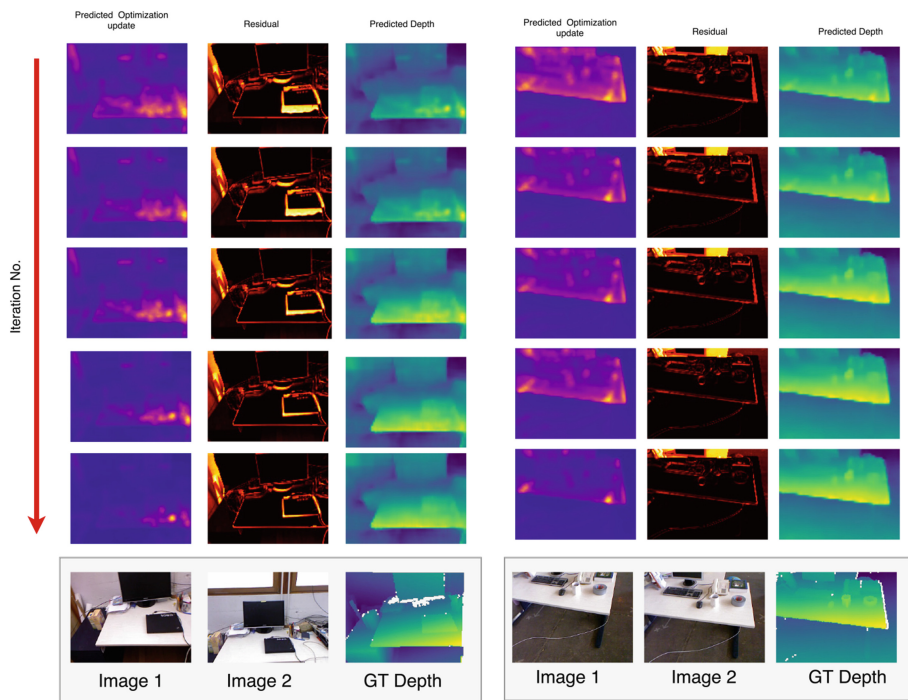 Predicted Optimization
update
Residual
Predicted Depth
Predicted Optimization
update
Residual
Predicted Depth
Iteration No.
Image 1
Image 2
GT Depth
Image 1
Image 2
GT Depth